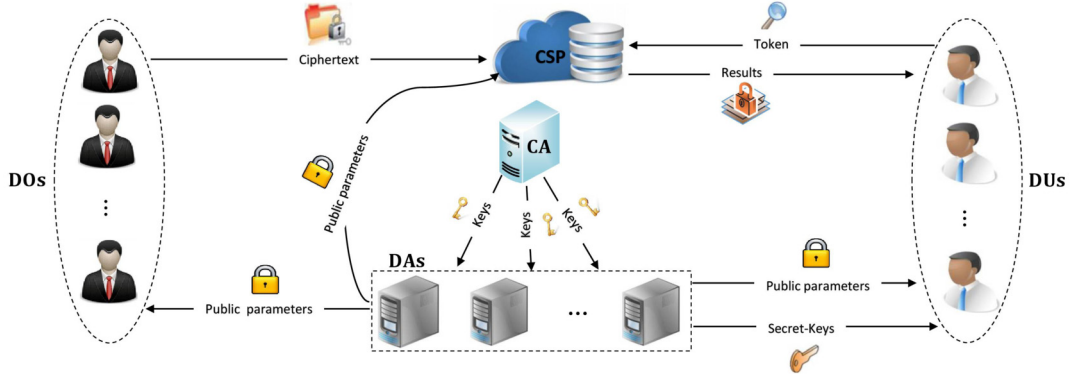 Ciphertext
CSP
Token
Results
CA
DOs
DUs
Public parameters
Keys
Keys
Keys
DAs
...
Public parameters
Public parameters
Secret-Keys